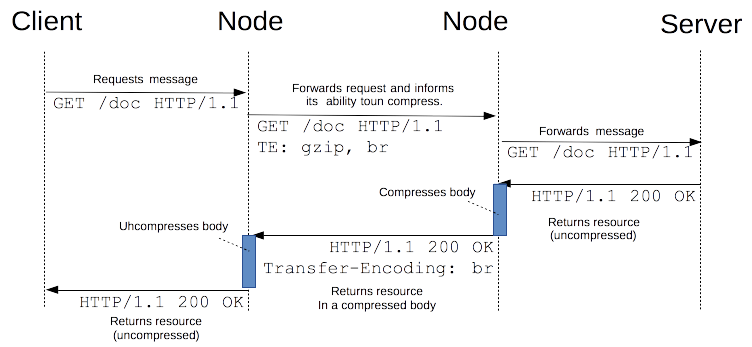 Client
Node
Node
Server
Requests message
GET /doc HTTP/1.1
Forwards request and informs
its ability toun compress.
GET /doc HTTP/1.1
TE: gzip, br
Forwards message
GET /doc HTTP/1.1
HTTP/1.1 200 OK
Returns resource
(uncompressed)
Compresses body
HTTP/1.1 200 OK
Transfer-Encoding: br
Returns resource
In a compressed body
Uhcompresses body
HTTP/1.1 200 OK
Returns resource
(uncompressed)